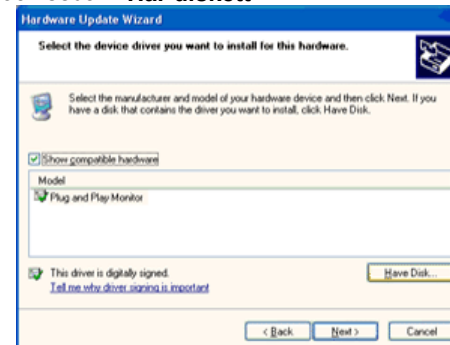 Hardware Update Wizard
Select the device driver you want to install for this hardware.
Select the manufacturer and model of your hardware device and then click Next. If you
have a disk that contains the driver you want to install, click Have Disk.
Show compatible hardware
Model
Plug and Play Monitor
This driver is digitally signed.
Have Disk...
Tell me why driver signing is important
< Back
Next >
Cancel